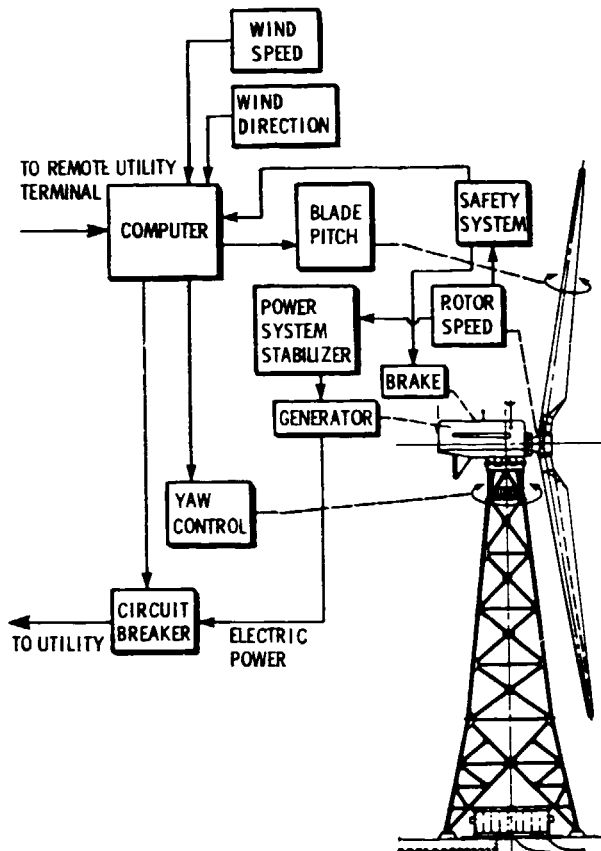 WIND
SPEED
WIND
DIRECTION
TO REMOTE UTILITY
TERMINAL
COMPUTER
BLADE
PITCH
SAFETY
SYSTEM
POWER
SYSTEM
STABILIZER
ROTOR
SPEED
BRAKE
GENERATOR
YAW
CONTROL
CIRCUIT
BREAKER
TO UTILITY
ELECTRIC
POWER